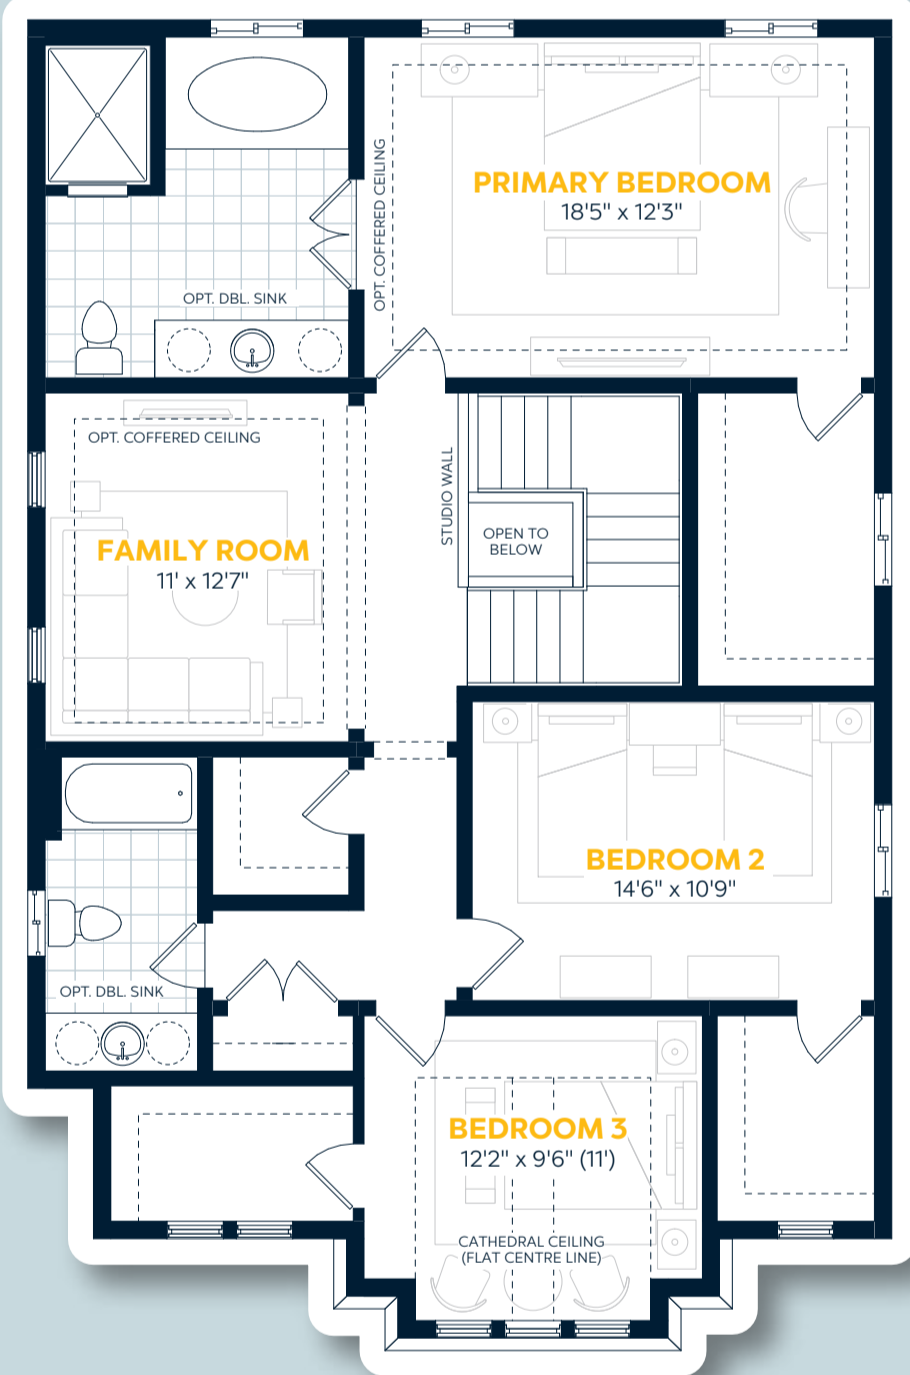 OPT. COFFERED CEILING
PRIMARY BEDROOM
18'5" x 12'3"
OPT. DBL. SINK
OPT. COFFERED CEILING
STUDIO WALL
OPEN TO
BELOW
FAMILY ROOM
11' x 12'7"
BEDROOM 2
14'6" x 10'9"
OPT. DBL. SINK
BEDROOM 3
12'2" x 9'6" (11')
CATHEDRAL CEILING
(FLAT CENTRE LINE)